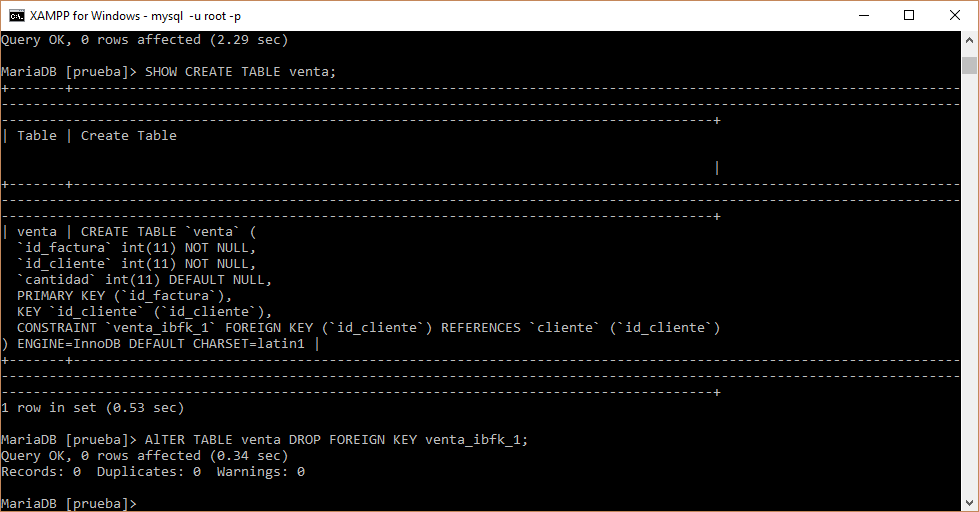 XAMPP for Windows - mysql  -u root -p
Query OK, 0 rows affected (2.29 sec)
MariaDB [prueba]> SHOW CREATE TABLE venta;
+-------+---------------------------------------------------------------------------------------------------------------
------------------------------------------------------------------------------------------------------------------------
-----------------------------------------------------------------------------------------+
| Table | Create Table
|
+-------+---------------------------------------------------------------------------------------------------------------
------------------------------------------------------------------------------------------------------------------------
-----------------------------------------------------------------------------------------+
| venta | CREATE TABLE `venta` (
  `id_factura` int(11) NOT NULL,
  `id_cliente` int(11) NOT NULL,
  `cantidad` int(11) DEFAULT NULL,
  PRIMARY KEY (`id_factura`),
  KEY `id_cliente` (`id_cliente`),
  CONSTRAINT `venta_ibfk_1` FOREIGN KEY (`id_cliente`) REFERENCES `cliente` (`id_cliente`)
) ENGINE=InnoDB DEFAULT CHARSET=latin1 |
+-------+---------------------------------------------------------------------------------------------------------------
------------------------------------------------------------------------------------------------------------------------
-----------------------------------------------------------------------------------------+
1 row in set (0.53 sec)
MariaDB [prueba]> AlTER TABLE venta DROP FOREIGN KEY venta_ibfk_1;
Query OK, 0 rows affected (0.34 sec)
Records: 0  Duplicates: 0  Warnings: 0
MariaDB [prueba]>